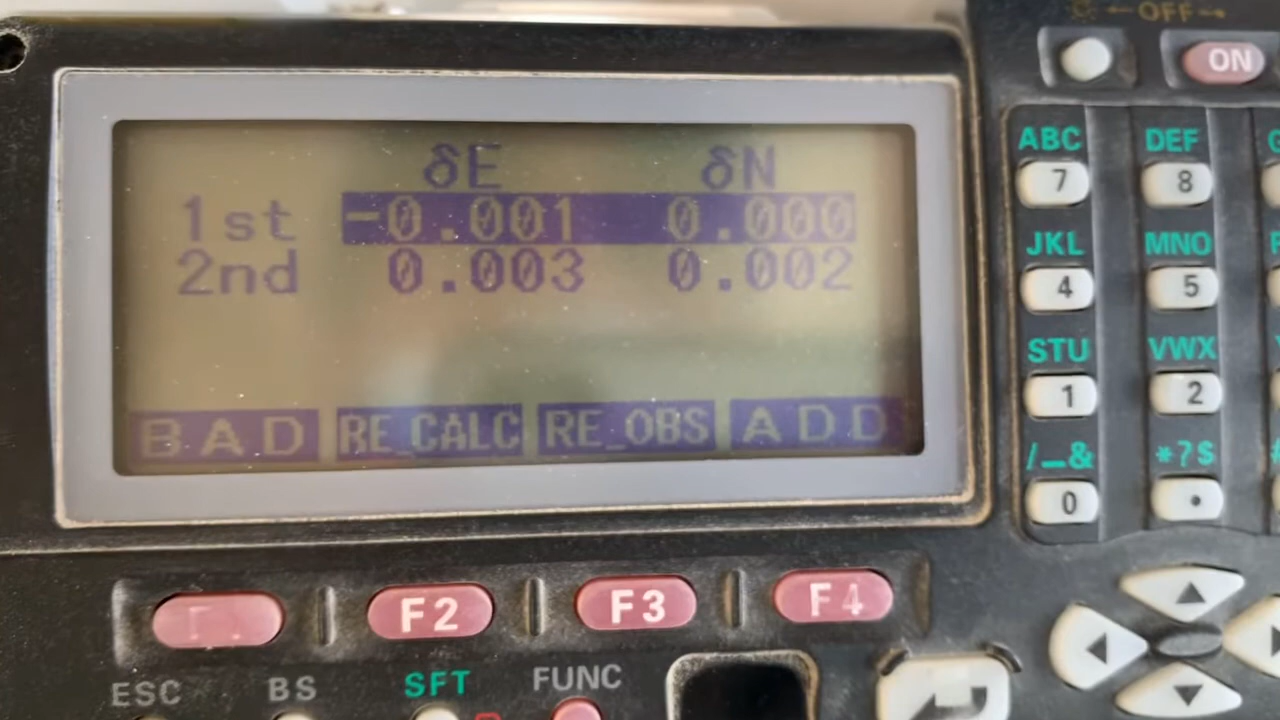 ←OFF→
ON
δE δN
1st -0.001 0.000
2nd 0.003 0.002
BAD RE_CALC RE_OBS ADD
ABC DEF
7 8
JKL MNO
4 5
STU VWX
1 2
/_& *?$
0 .
F2 F3 F4
ESC BS SFT FUNC